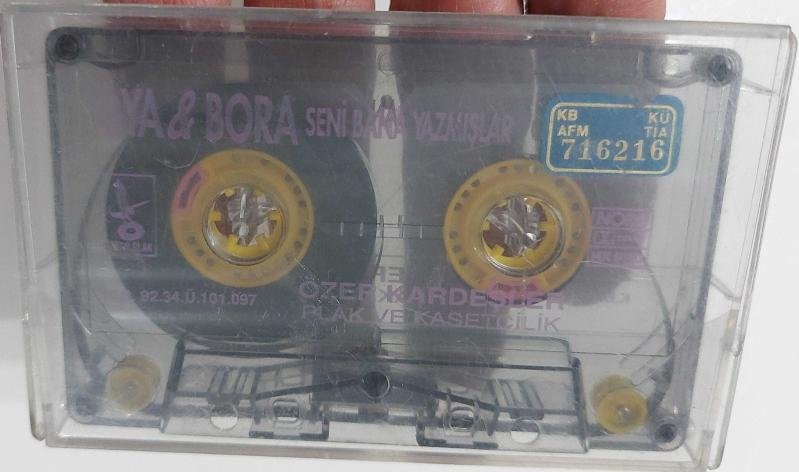 YA & BORA SENİ BANA YAZMIŞLAR
KB KÜ
AFM TİA
716216
92.34.Ü.101.097
ÖZER KARDEŞLER
PLAK VE KASETÇİLİK